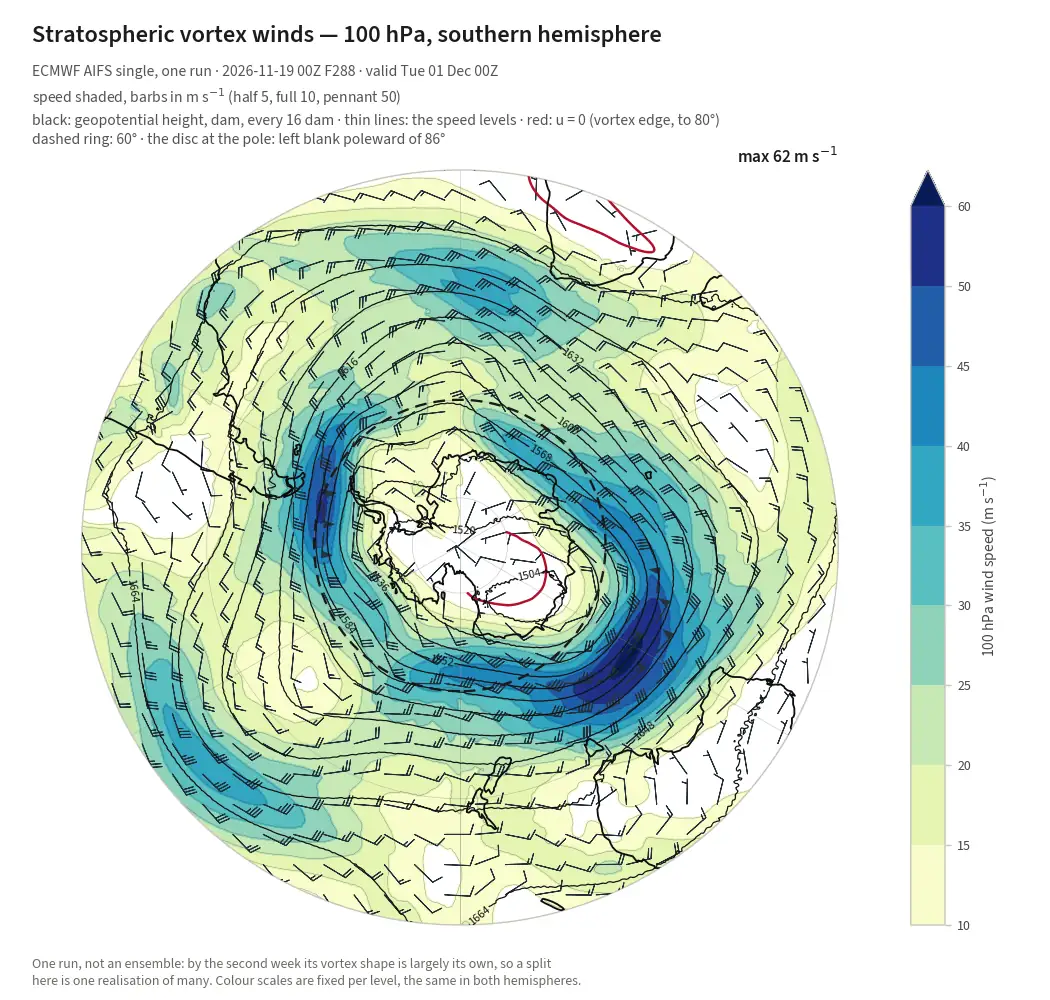 Stratospheric vortex winds — 100 hPa, southern hemisphere
ECMWF AIFS single, one run · 2026-11-19 00Z F288 · valid Tue 01 Dec 00Z
speed shaded, barbs in m s⁻¹ (half 5, full 10, pennant 50)
black: geopotential height, dam, every 16 dam · thin lines: the speed levels · red: u = 0 (vortex edge, to 80°)
dashed ring: 60° · the disc at the pole: left blank poleward of 86°
max 62 m s⁻¹
60
50
45
40
35
30
25
20
15
10
100 hPa wind speed (m s⁻¹)
1616
1632
1600
1568
1520
1504
1536
1584
1552
1664
1648
1664
One run, not an ensemble: by the second week its vortex shape is largely its own, so a split
here is one realisation of many. Colour scales are fixed per level, the same in both hemispheres.